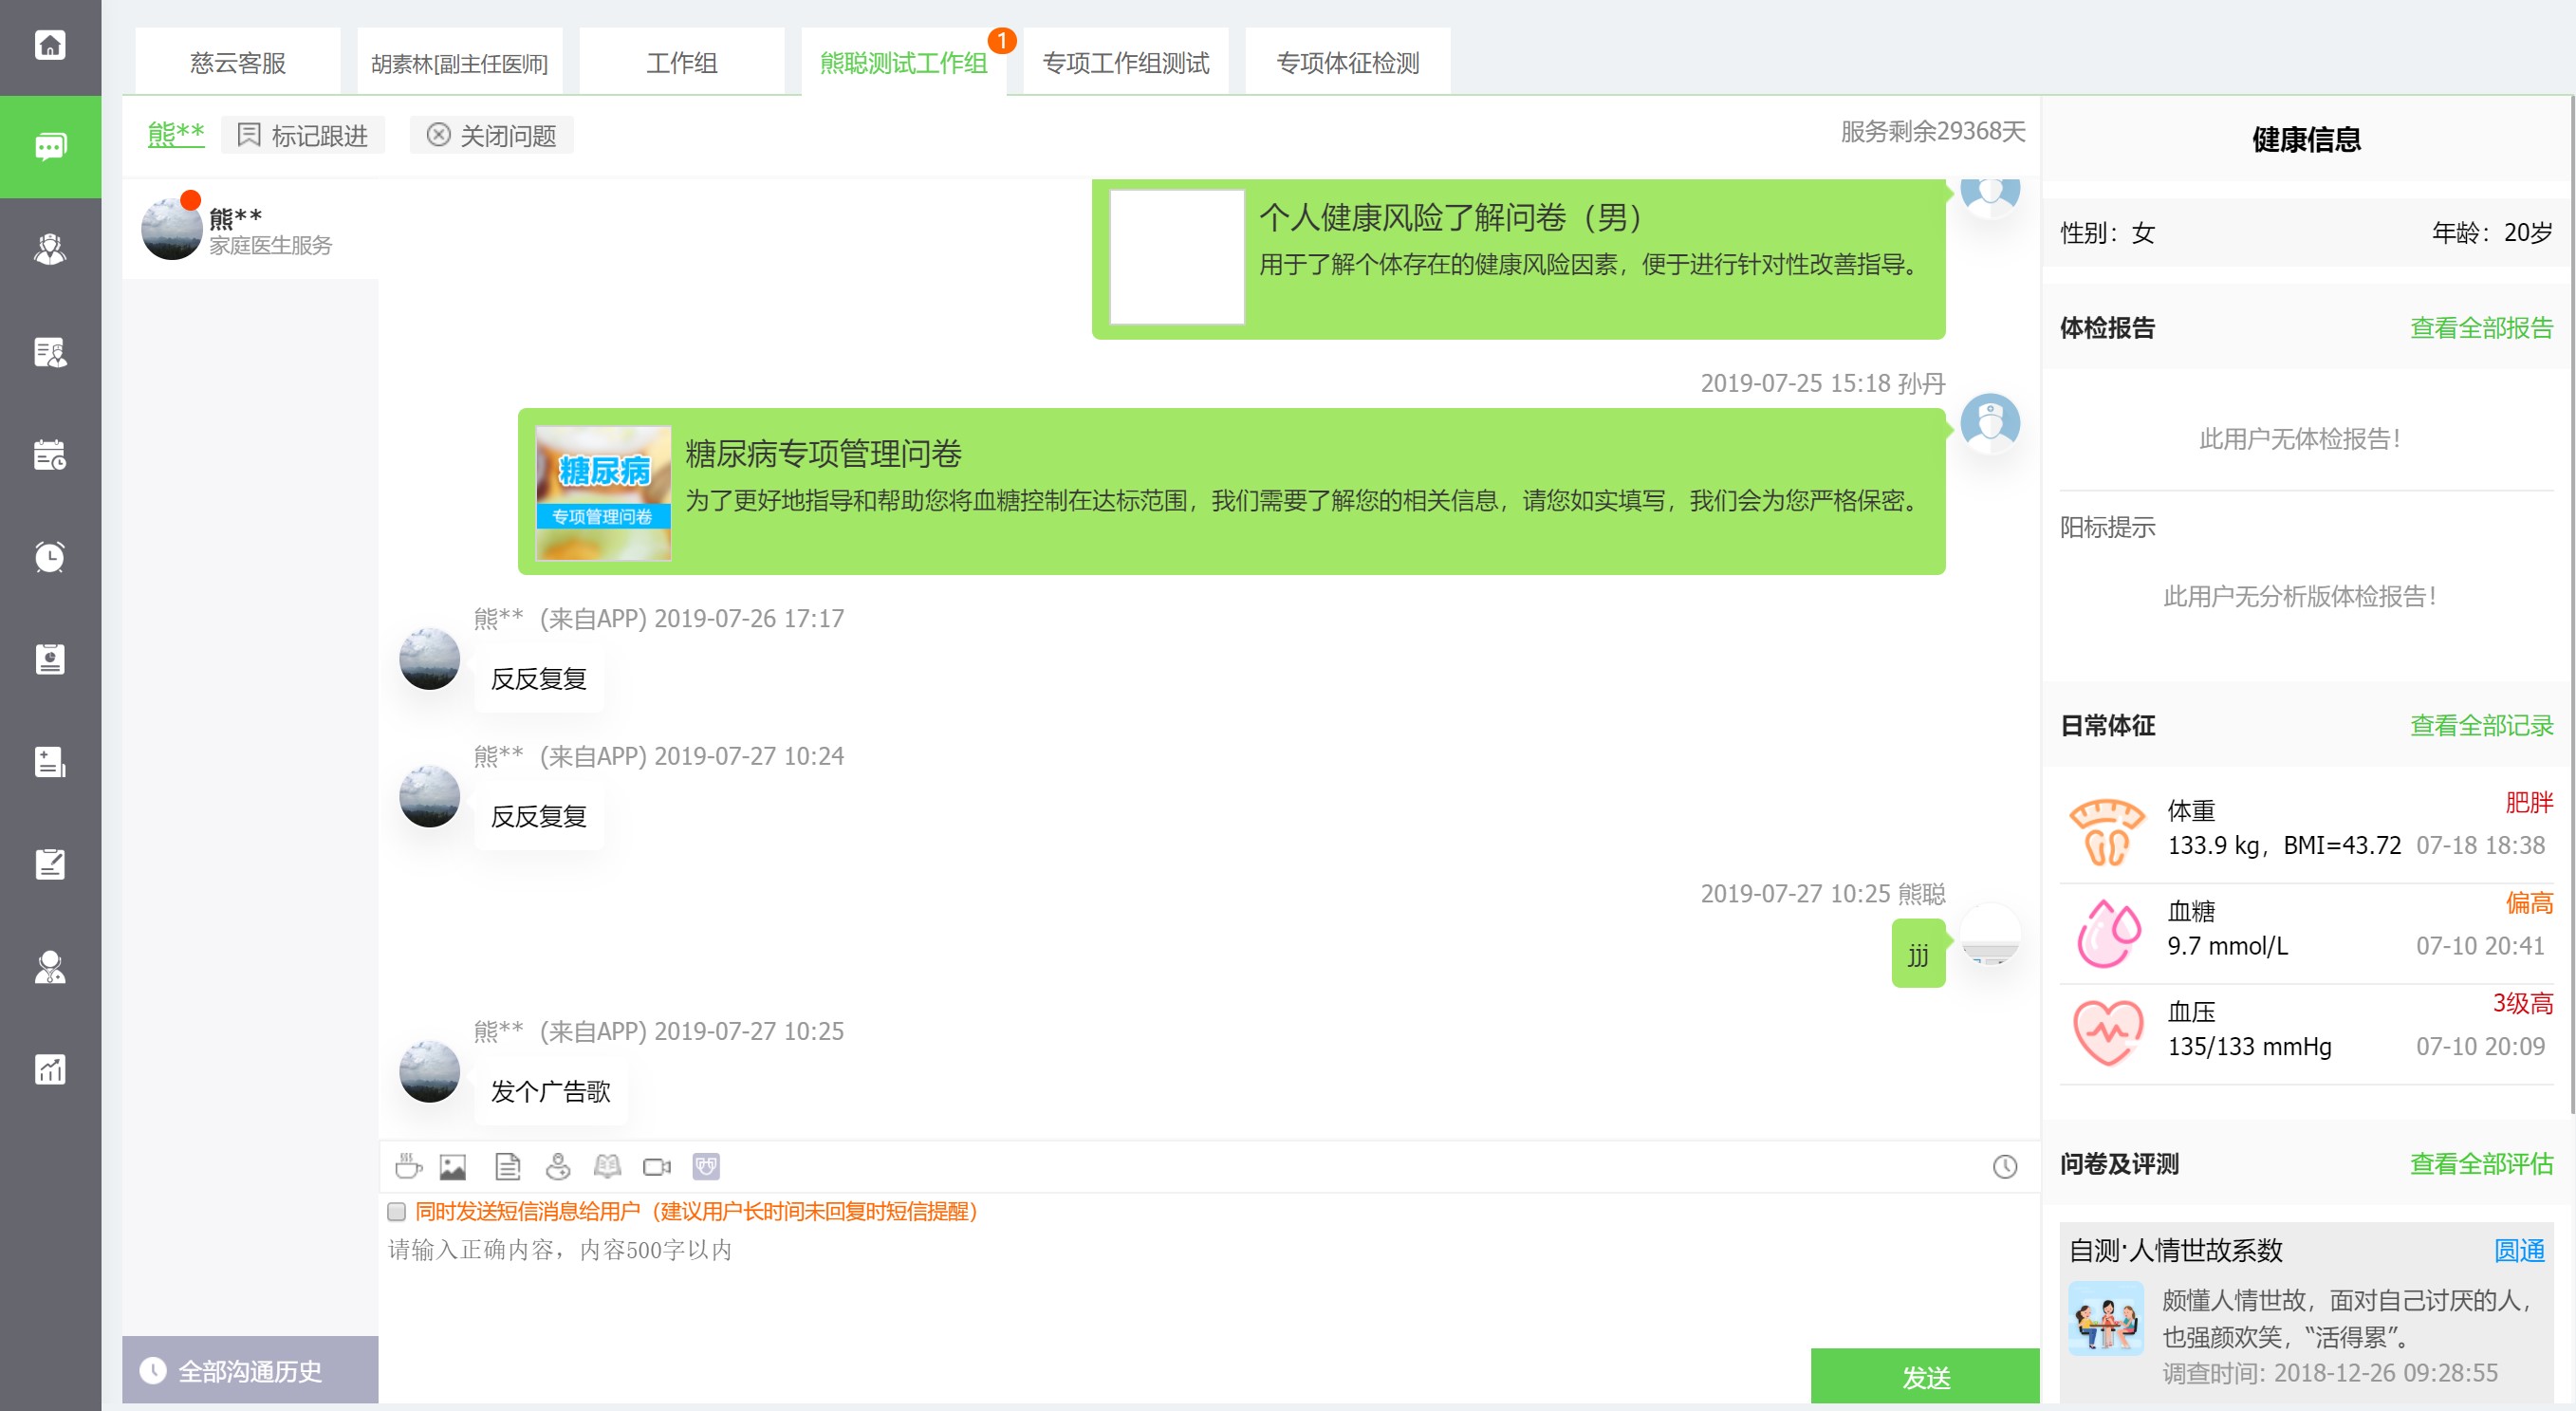 慈云客服
胡素林[副主任医师]
工作组
熊聪测试工作组
1
专项工作组测试
专项体征检测
熊**
标记跟进
关闭问题
服务剩余29368天
熊**
家庭医生服务
个人健康风险了解问卷（男）
用于了解个体存在的健康风险因素，便于进行针对性改善指导。
2019-07-25 15:18 孙丹
糖尿病
专项管理问卷
糖尿病专项管理问卷
为了更好地指导和帮助您将血糖控制在达标范围，我们需要了解您的相关信息，请您如实填写，我们会为您严格保密。
熊** (来自APP) 2019-07-26 17:17
反反复复
熊** (来自APP) 2019-07-27 10:24
反反复复
2019-07-27 10:25 熊聪
jjj
熊** (来自APP) 2019-07-27 10:25
发个广告歌
同时发送短信消息给用户（建议用户长时间未回复时短信提醒）
请输入正确内容，内容500字以内
全部沟通历史
发送
健康信息
性别：女
年龄：20岁
体检报告
查看全部报告
此用户无体检报告！
阳标提示
此用户无分析版体检报告！
日常体征
查看全部记录
体重
肥胖
133.9 kg，BMI=43.72
07-18 18:38
血糖
偏高
9.7 mmol/L
07-10 20:41
血压
3级高
135/133 mmHg
07-10 20:09
问卷及评测
查看全部评估
自测·人情世故系数
圆通
颇懂人情世故，面对自己讨厌的人，
也强颜欢笑，“活得累”。
调查时间: 2018-12-26 09:28:55